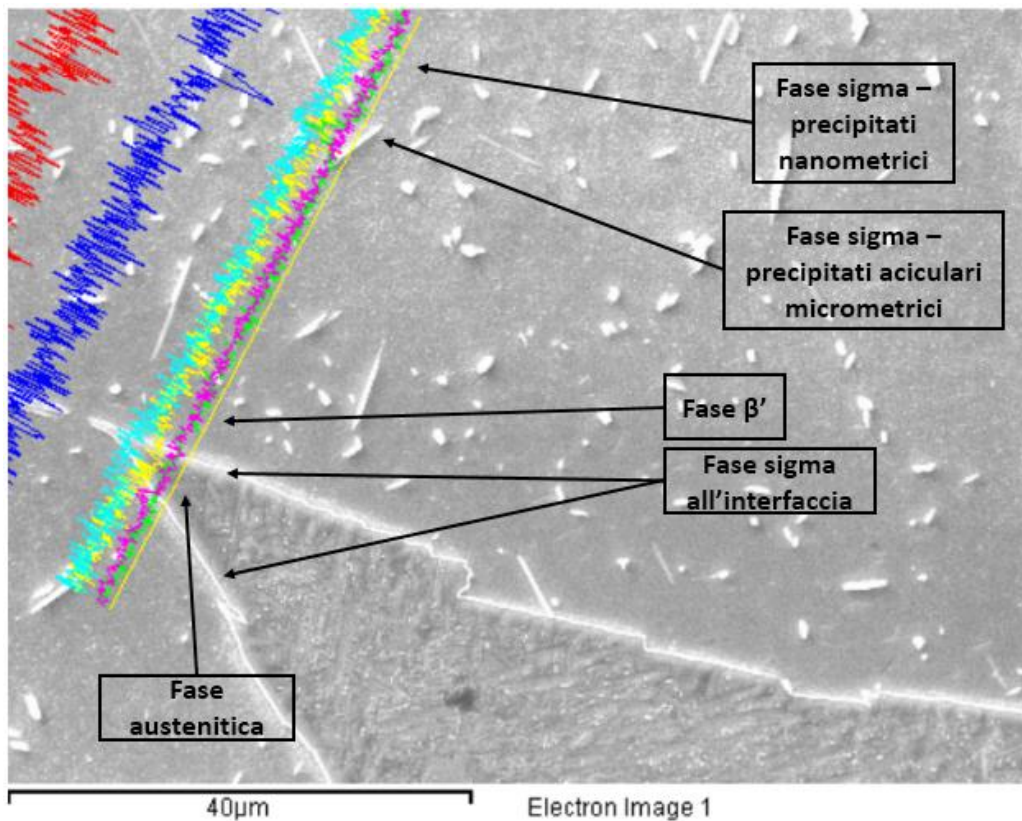 Fase sigma –
precipitati
nanometrici
Fase sigma –
precipitati aciculari
micrometrici
Fase β’
Fase sigma
all’interfaccia
Fase
austenitica
40µm
Electron Image 1